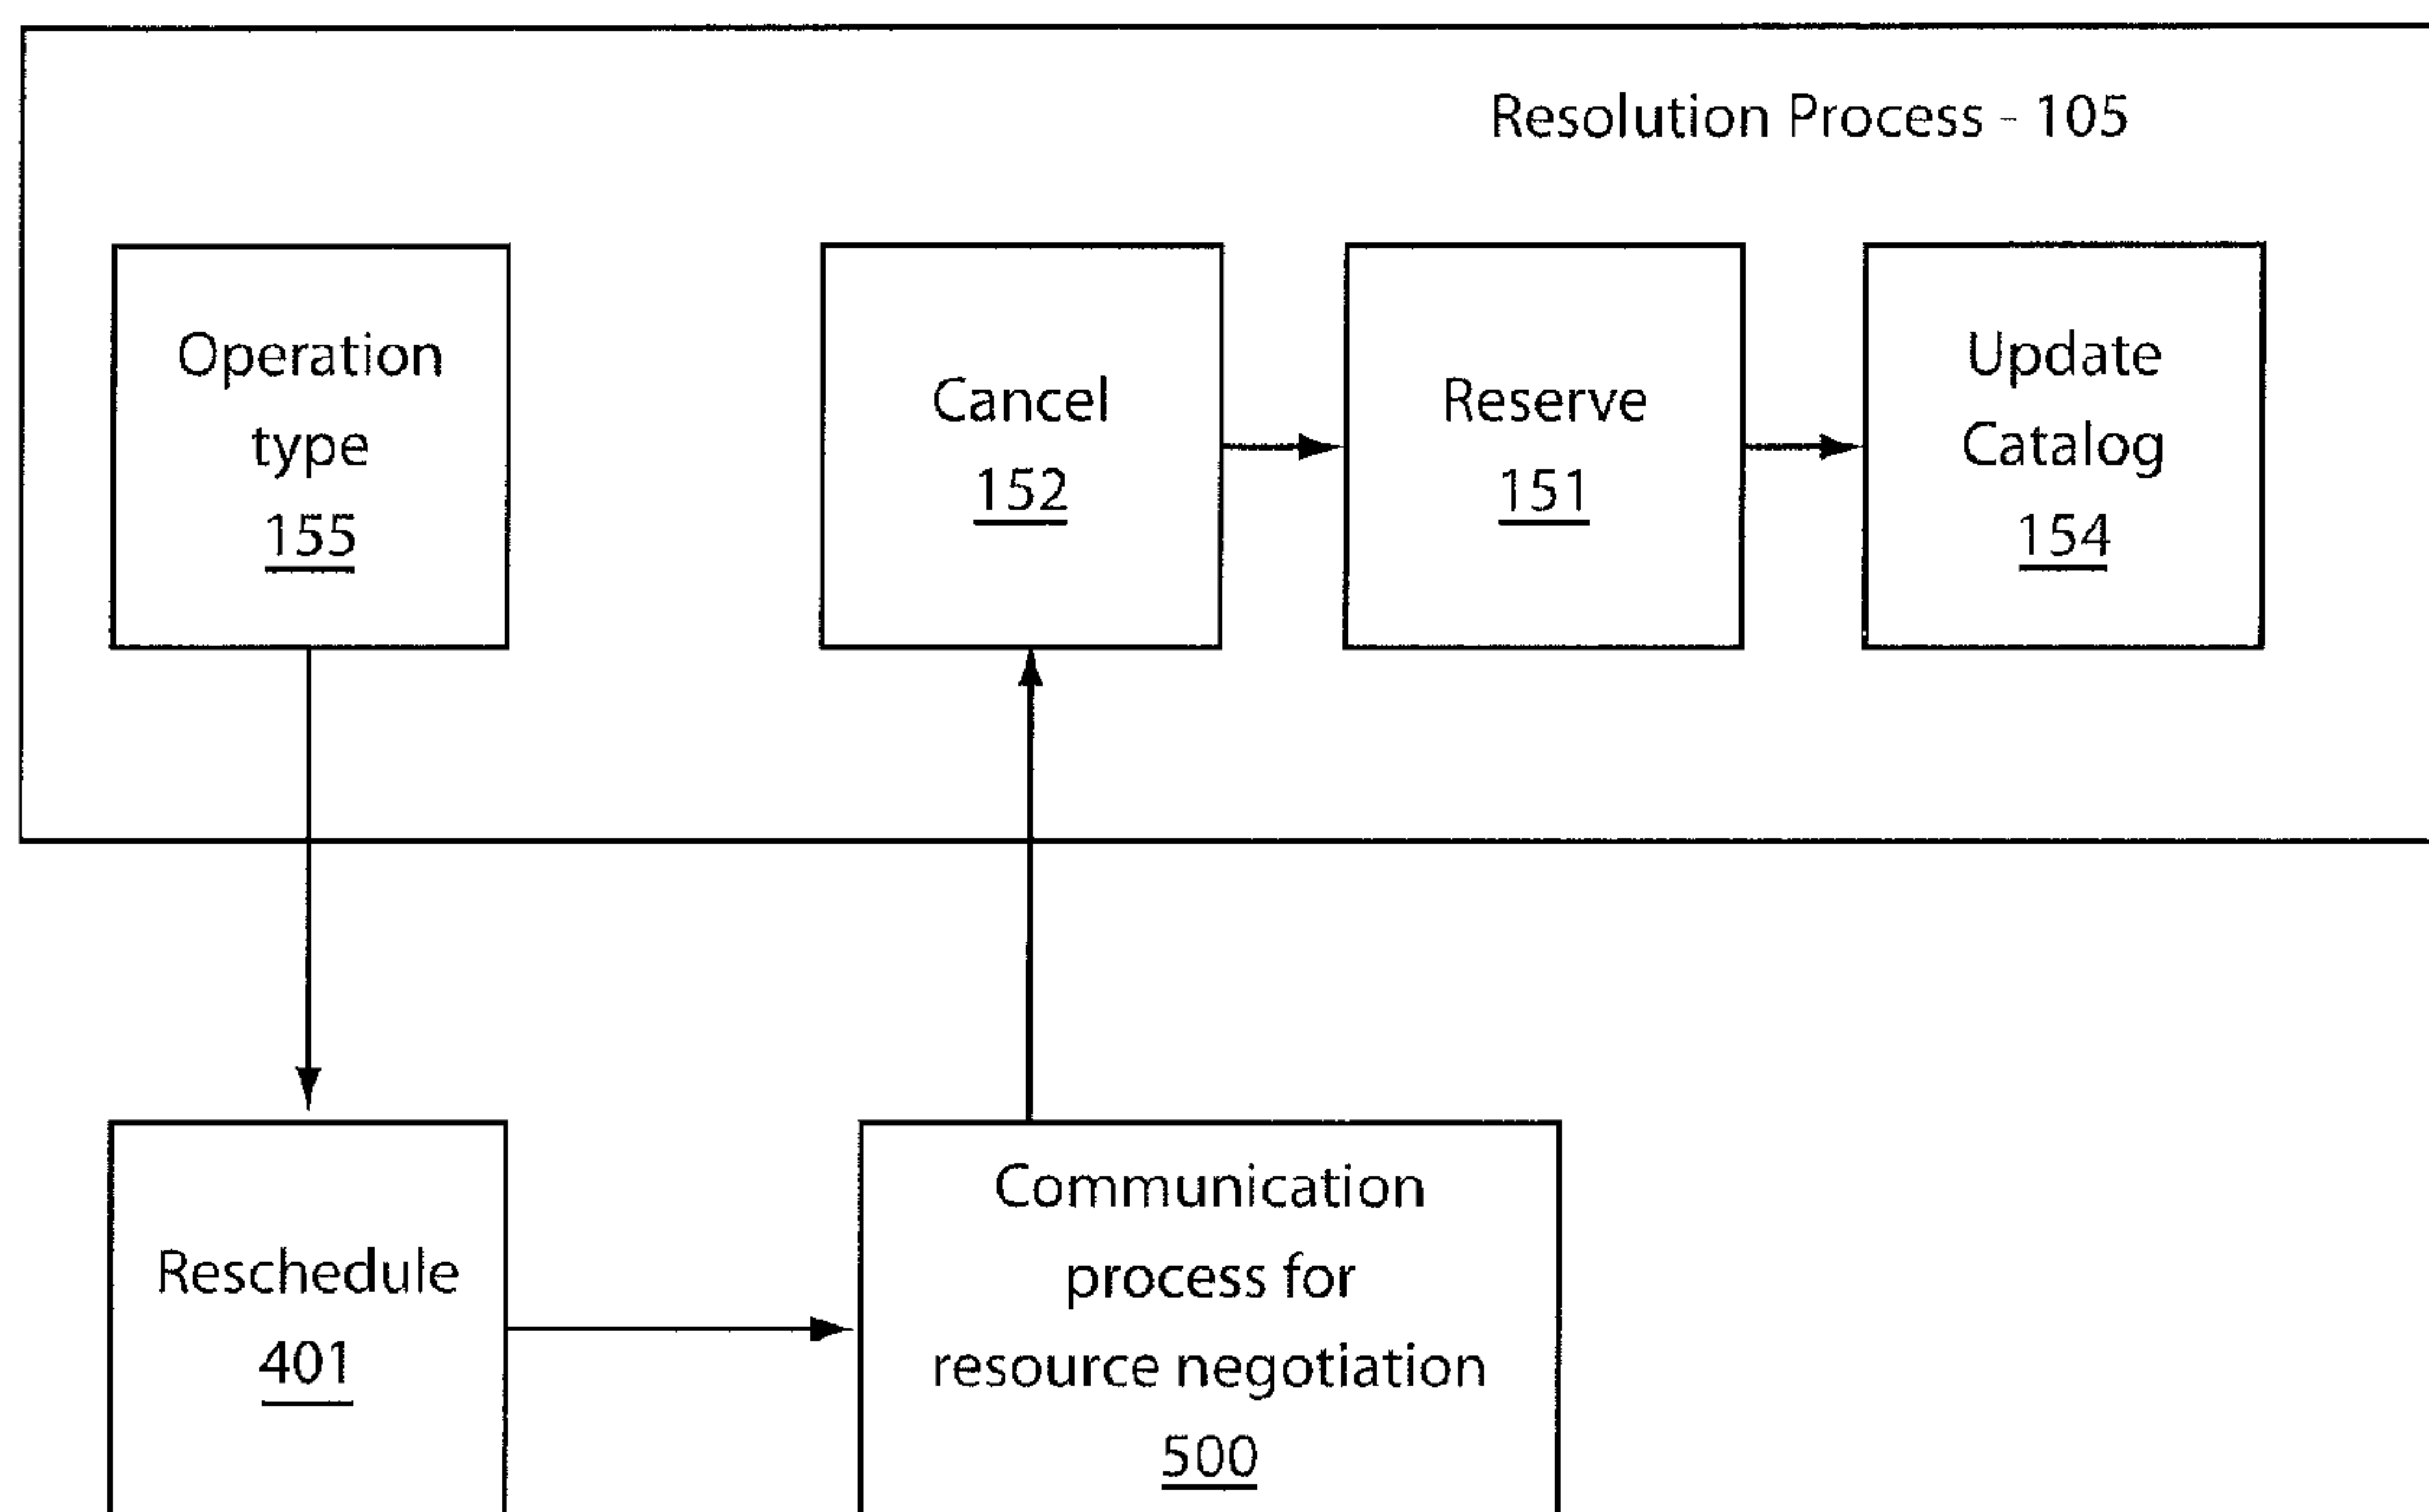 Resolution Process - 105
Operation
type
155
Cancel
152
Reserve
151
Update
Catalog
154
Reschedule
401
Communication
process for
resource negotiation
500